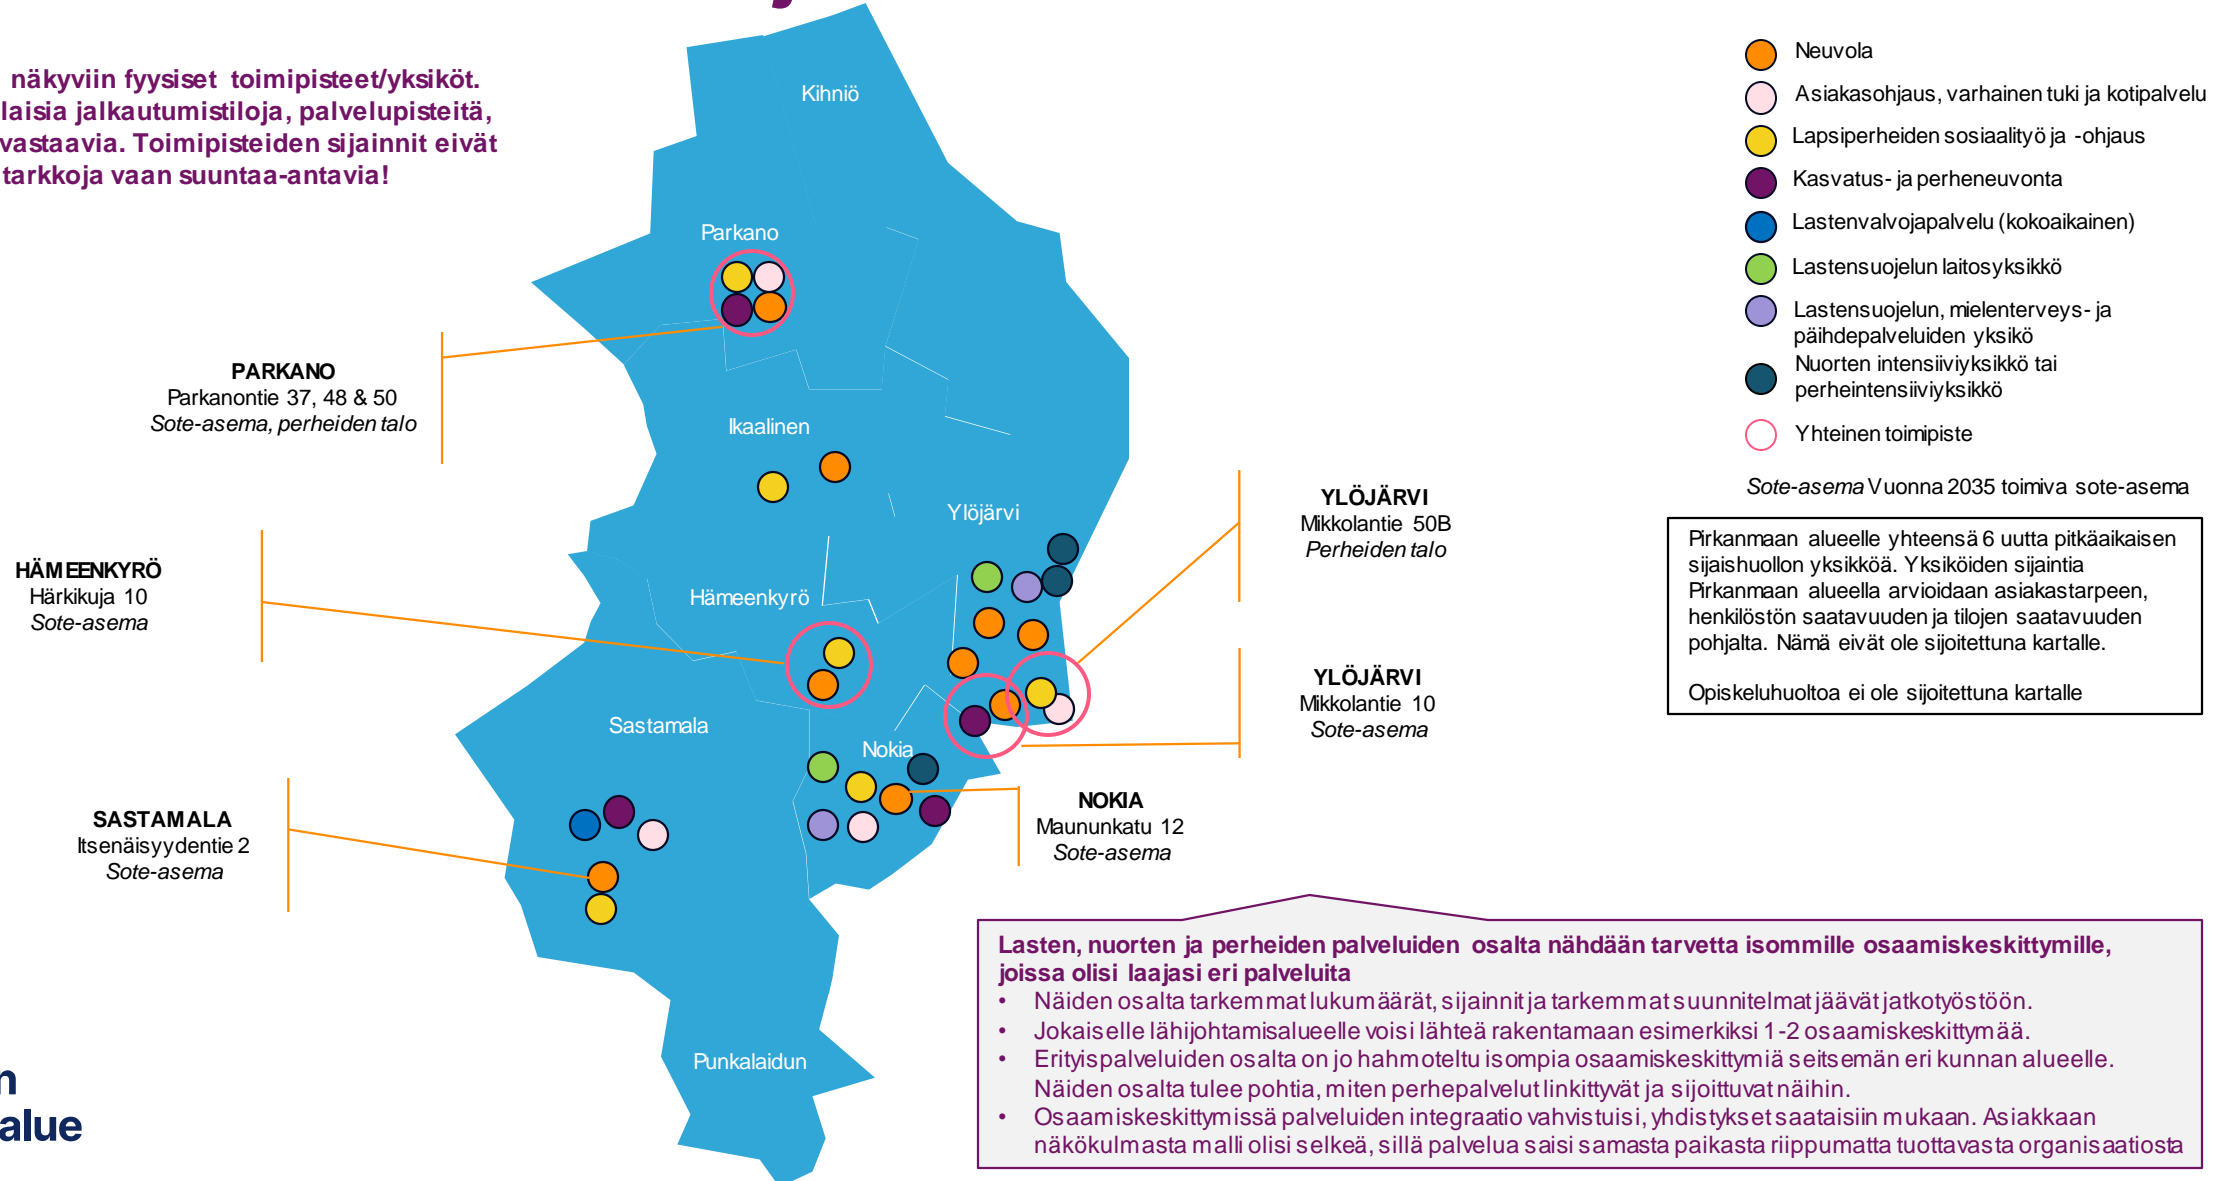 näkyviin fyysiset toimipisteet/yksiköt.
laisia jalkautumistiloja, palvelupisteitä,
vastaavia. Toimipisteiden sijainnit eivät
tarkkoja vaan suuntaa-antavia!
Kihniö
Parkano
Ikaalinen
Ylöjärvi
Hämeenkyrö
Sastamala
Nokia
Punkalaidun
PARKANO
Parkanontie 37, 48 & 50
Sote-asema, perheiden talo
HÄMEENKYRÖ
Härkikuja 10
Sote-asema
SASTAMALA
Itsenäisyydentie 2
Sote-asema
YLÖJÄRVI
Mikkolantie 50B
Perheiden talo
YLÖJÄRVI
Mikkolantie 10
Sote-asema
NOKIA
Maununkatu 12
Sote-asema
Neuvola
Asiakasohjaus, varhainen tuki ja kotipalvelu
Lapsiperheiden sosiaalityö ja -ohjaus
Kasvatus- ja perheneuvonta
Lastenvalvojapalvelu (kokoaikainen)
Lastensuojelun laitosyksikkö
Lastensuojelun, mielenterveys- ja
päihdepalveluiden yksikö
Nuorten intensiiviyksikkö tai
perheintensiiviyksikkö
Yhteinen toimipiste
Sote-asema Vuonna 2035 toimiva sote-asema
Pirkanmaan alueelle yhteensä 6 uutta pitkäaikaisen
sijaishuollon yksikköä. Yksiköiden sijaintia
Pirkanmaan alueella arvioidaan asiakastarpeen,
henkilöstön saatavuuden ja tilojen saatavuuden
pohjalta. Nämä eivät ole sijoitettuna kartalle.
Opiskeluhuoltoa ei ole sijoitettuna kartalle
Lasten, nuorten ja perheiden palveluiden osalta nähdään tarvetta isommille osaamiskeskittymille,
joissa olisi laajasi eri palveluita
• Näiden osalta tarkemmat lukumäärät, sijainnit ja tarkemmat suunnitelmat jäävät jatkotyöstöön.
• Jokaiselle lähijohtamisalueelle voisi lähteä rakentamaan esimerkiksi 1-2 osaamiskeskittymää.
• Erityispalveluiden osalta on jo hahmoteltu isompia osaamiskeskittymiä seitsemän eri kunnan alueelle.
Näiden osalta tulee pohtia, miten perhepalvelut linkittyvät ja sijoittuvat näihin.
• Osaamiskeskittymissä palveluiden integraatio vahvistuisi, yhdistykset saataisiin mukaan. Asiakkaan
näkökulmasta malli olisi selkeä, sillä palvelua saisi samasta paikasta riippumatta tuottavasta organisaatiosta
n
alue